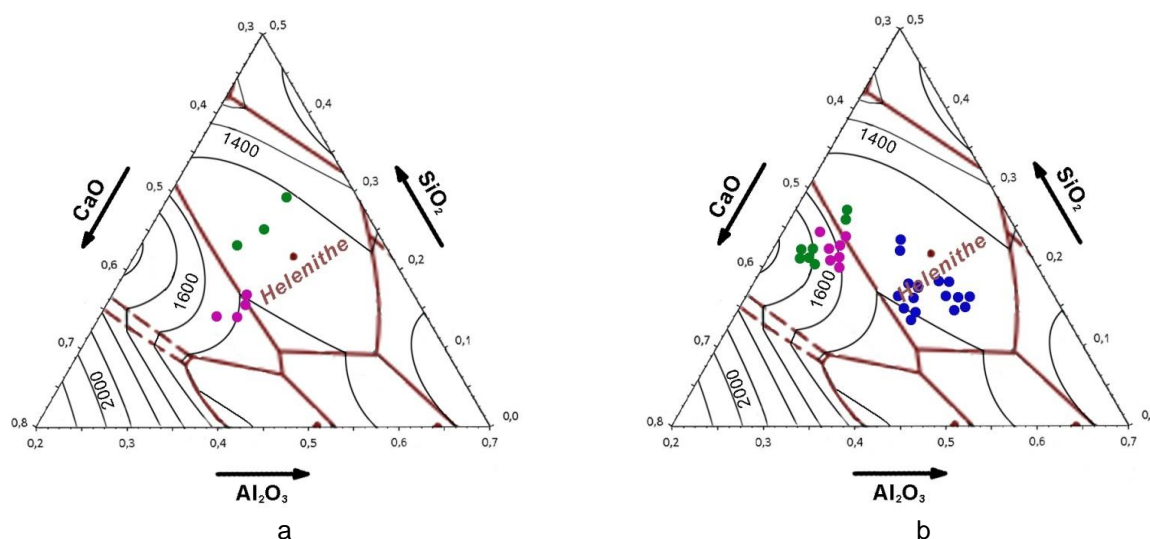 0,3 0,5
0,4 0,4
1400
CaO
0,5 0,3
SiO₂
Helenithe
0,6 0,2
1600
0,7 0,1
2000
0,8 0,0
0,2 0,3 0,4 0,5 0,6 0,7
Al₂O₃
a
0,3 0,5
0,4 0,4
1400
CaO
0,5 0,3
SiO₂
Helenithe
0,6 0,2
1600
0,7 0,1
2000
0,8 0,
0,2 0,3 0,4 0,5 0,6 0,7
Al₂O₃
b